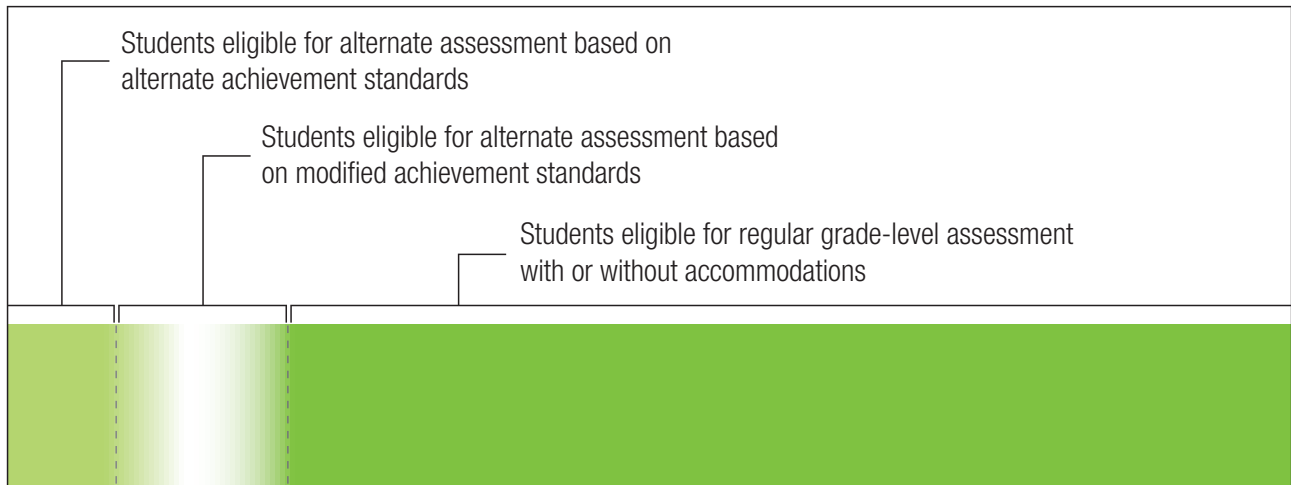 Students eligible for alternate assessment based on
alternate achievement standards
Students eligible for alternate assessment based
on modified achievement standards
Students eligible for regular grade-level assessment
with or without accommodations